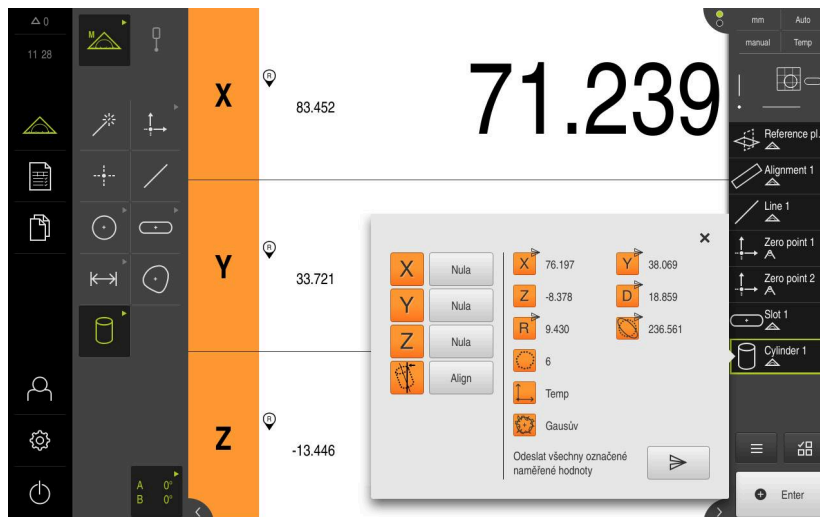 0
11 28
M
A 0°
B 0°
X
R
83.452
71.239
Y
R
33.721
Z
R
-13.446
X Nula
Y Nula
Z Nula
Align
X 76.197 Y 38.069
Z -8.378 D 18.859
R 9.430 236.561
6
Temp
Gausúv
Odeslat všechny označené
naměřené hodnoty
mm Auto
manual Temp
Reference pl.
Alignment 1
Line 1
Zero point 1
Zero point 2
Slot 1
Cylinder 1
Enter